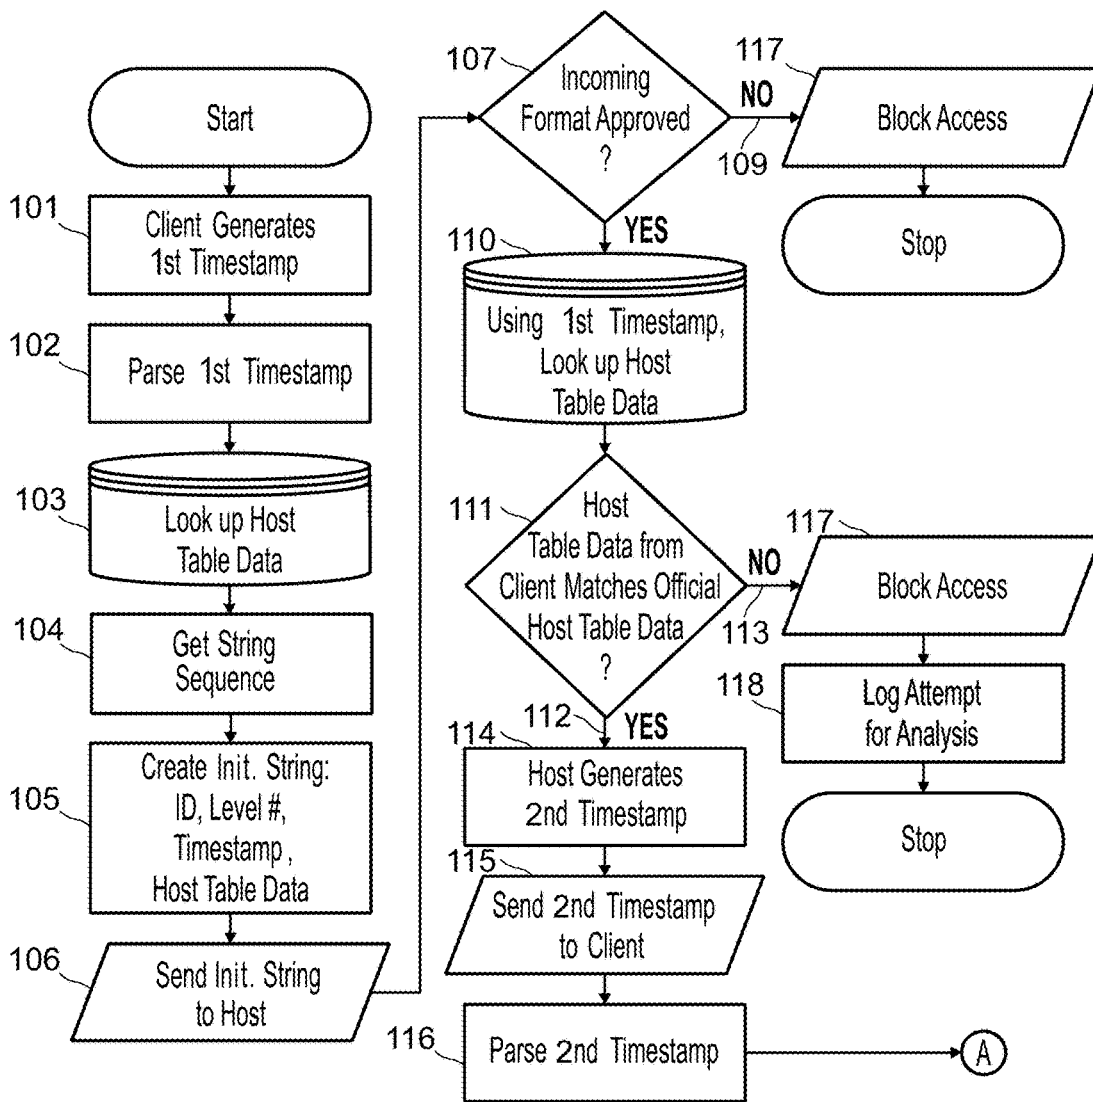 Start
101
Client Generates
1st Timestamp
102
Parse 1st Timestamp
103
Look up Host
Table Data
104
Get String
Sequence
105
Create Init. String:
ID, Level #,
Timestamp,
Host Table Data
106
Send Init. String
to Host
107
Incoming
Format Approved
?
NO
109
117
Block Access
Stop
YES
110
Using 1st Timestamp,
Look up Host
Table Data
111
Host
Table Data from
Client Matches Official
Host Table Data
?
NO
113
117
Block Access
118
Log Attempt
for Analysis
Stop
112
YES
114
Host Generates
2nd Timestamp
115
Send 2nd Timestamp
to Client
116
Parse 2nd Timestamp
A